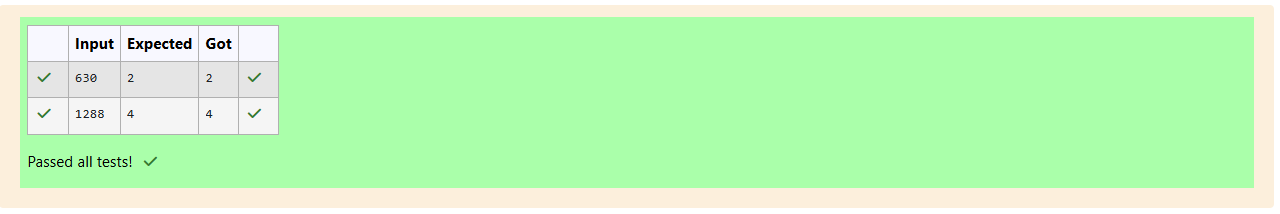 Input Expected Got
630 2 2
1288 4 4
Passed all tests!